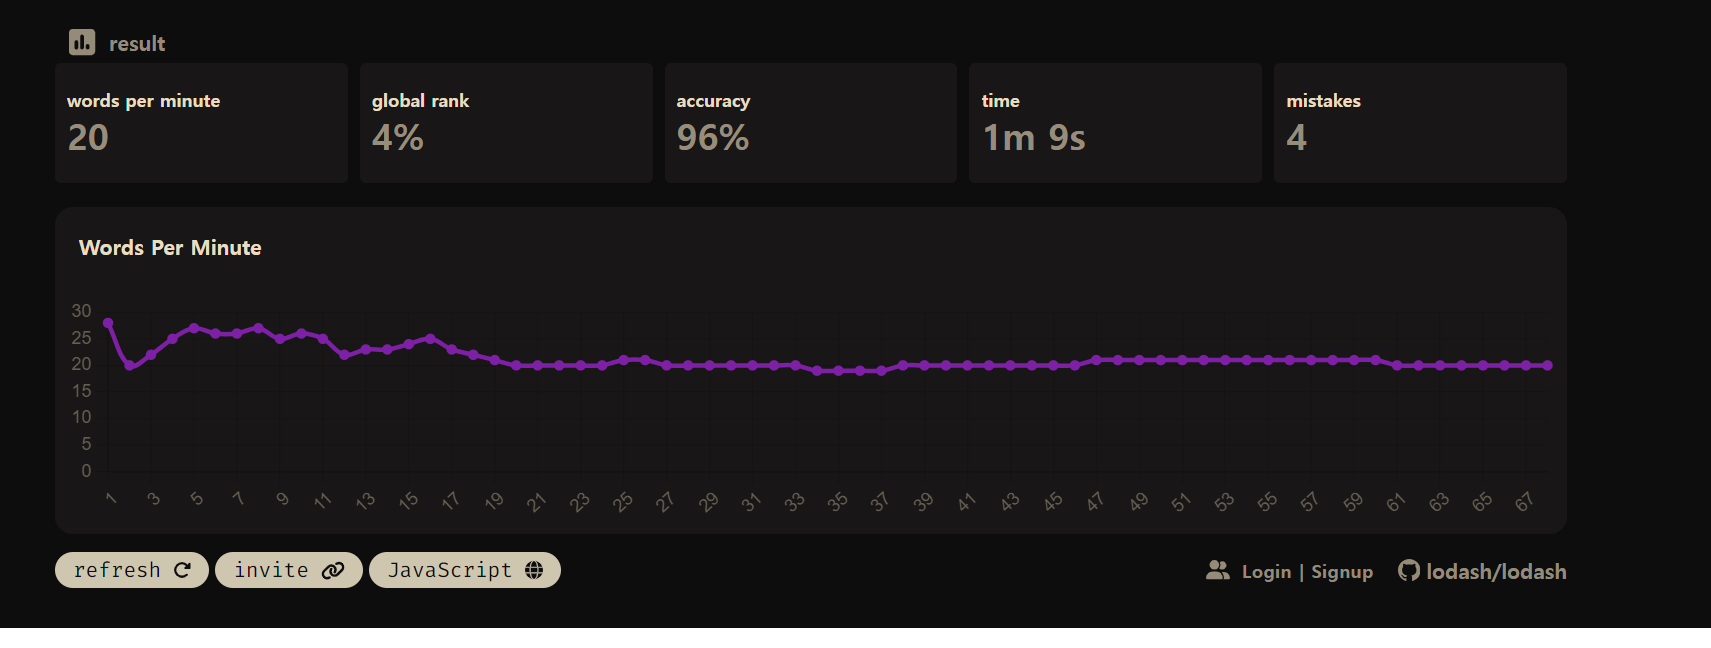 result
words per minute
20
global rank
4%
accuracy
96%
time
1m 9s
mistakes
4
Words Per Minute
30
25
20
15
10
5
0
1 3 5 7 9 11 13 15 17 19 21 23 25 27 29 31 33 35 37 39 41 43 45 47 49 51 53 55 57 59 61 63 65 67
refresh invite JavaScript Login | Signup lodash/lodash